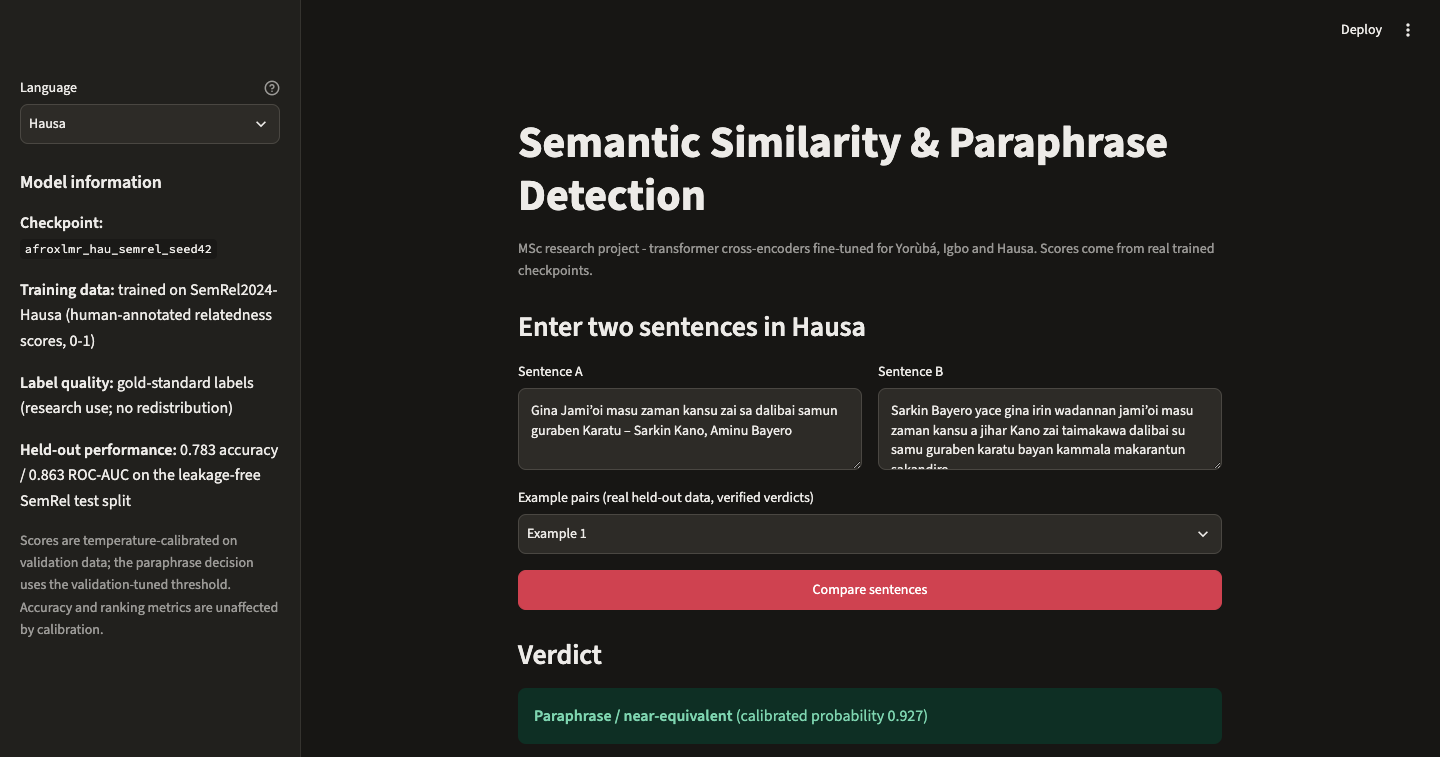 Deploy
Language
Hausa
Model information
Checkpoint:
afroxlmr_hau_semrel_seed42
Training data: trained on SemRel2024-
Hausa (human-annotated relatedness
scores, 0-1)
Label quality: gold-standard labels
(research use; no redistribution)
Held-out performance: 0.783 accuracy
/ 0.863 ROC-AUC on the leakage-free
SemRel test split
Scores are temperature-calibrated on
validation data; the paraphrase decision
uses the validation-tuned threshold.
Accuracy and ranking metrics are unaffected
by calibration.
Semantic Similarity & Paraphrase
Detection
MSc research project - transformer cross-encoders fine-tuned for Yorùbá, Igbo and Hausa. Scores come from real trained
checkpoints.
Enter two sentences in Hausa
Sentence A
Gina Jami’oi masu zaman kansu zai sa dalibai samun
guraben Karatu – Sarkin Kano, Aminu Bayero
Sentence B
Sarkin Bayero yace gina irin wadannan jami’oi masu
zaman kansu a jihar Kano zai taimakawa dalibai su
samu guraben karatu bayan kammala makarantun
Example pairs (real held-out data, verified verdicts)
Example 1
Compare sentences
Verdict
Paraphrase / near-equivalent (calibrated probability 0.927)